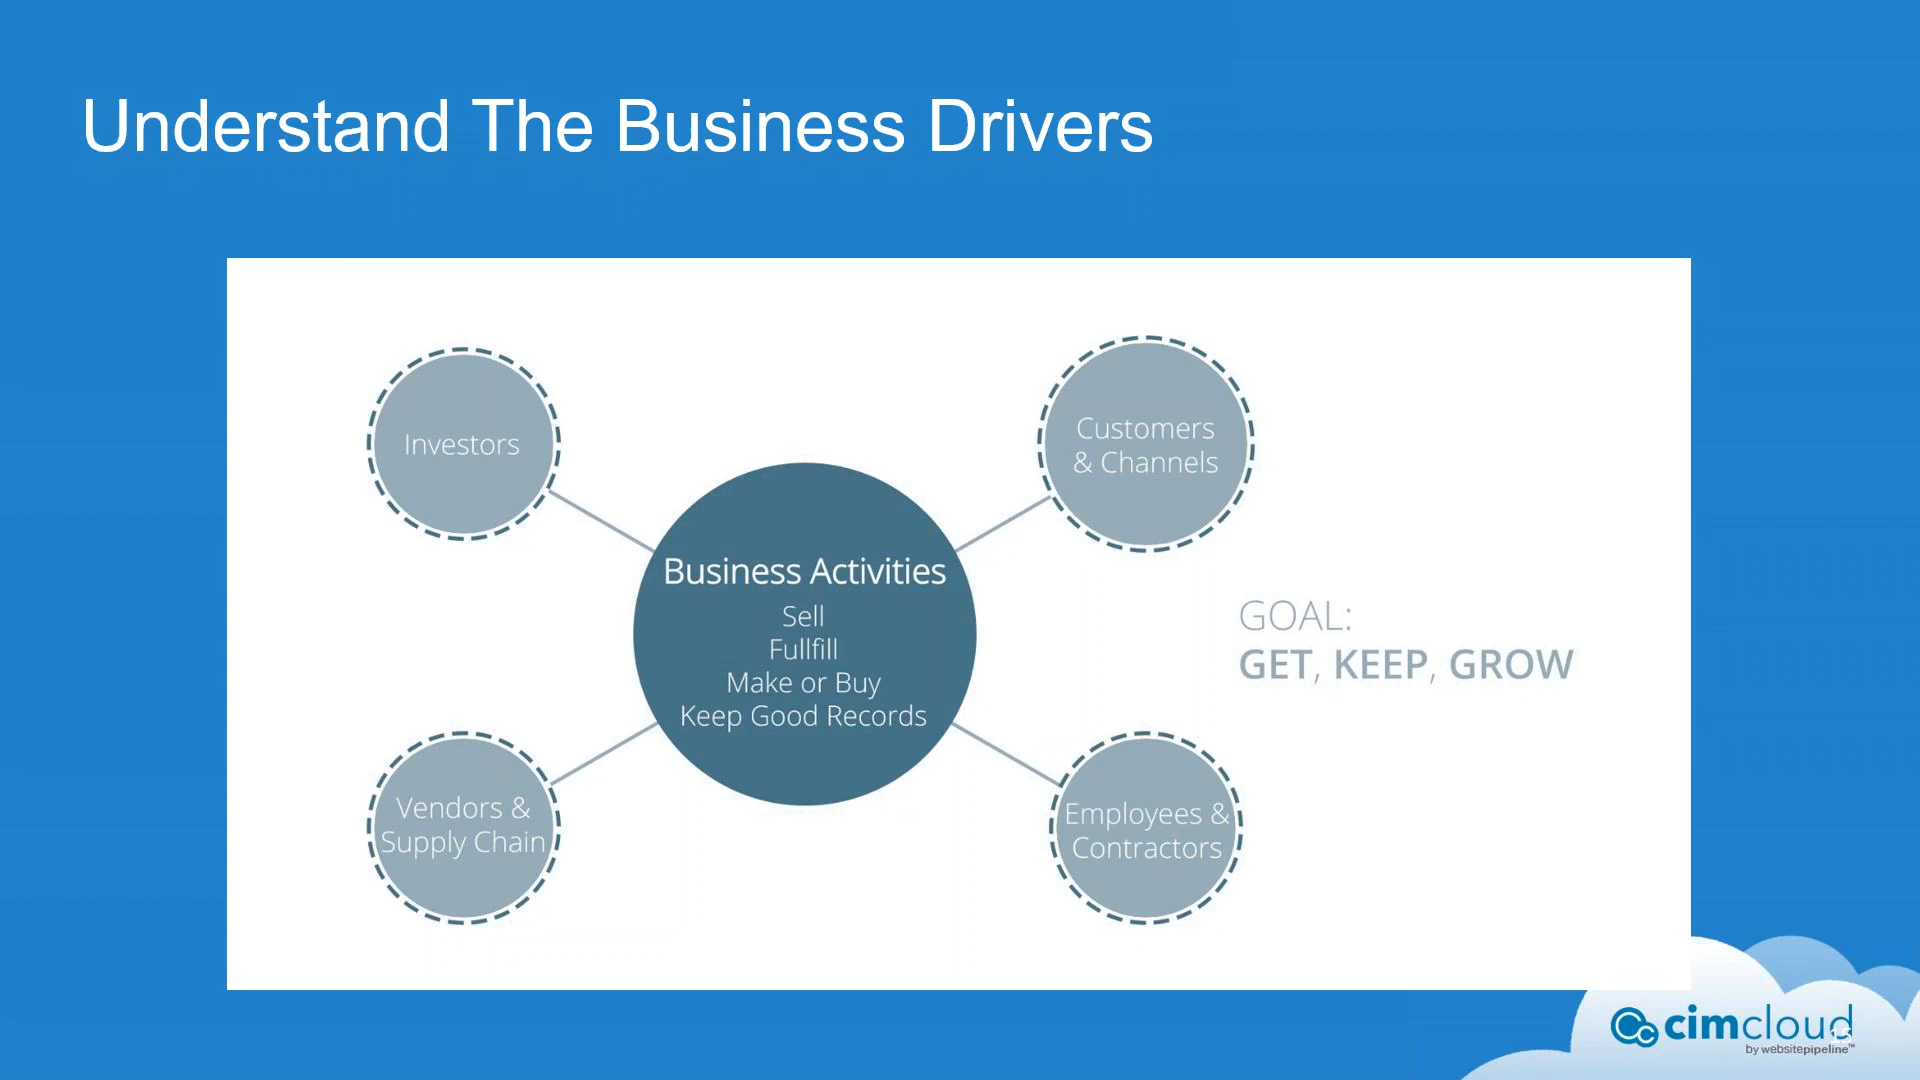 Understand The Business Drivers
Investors
Customers
& Channels
Business Activities
Sell
Fullfill
Make or Buy
Keep Good Records
GOAL:
GET, KEEP, GROW
Vendors &
Supply Chain
Employees &
Contractors
cimcloud
by websitepipeline™
15